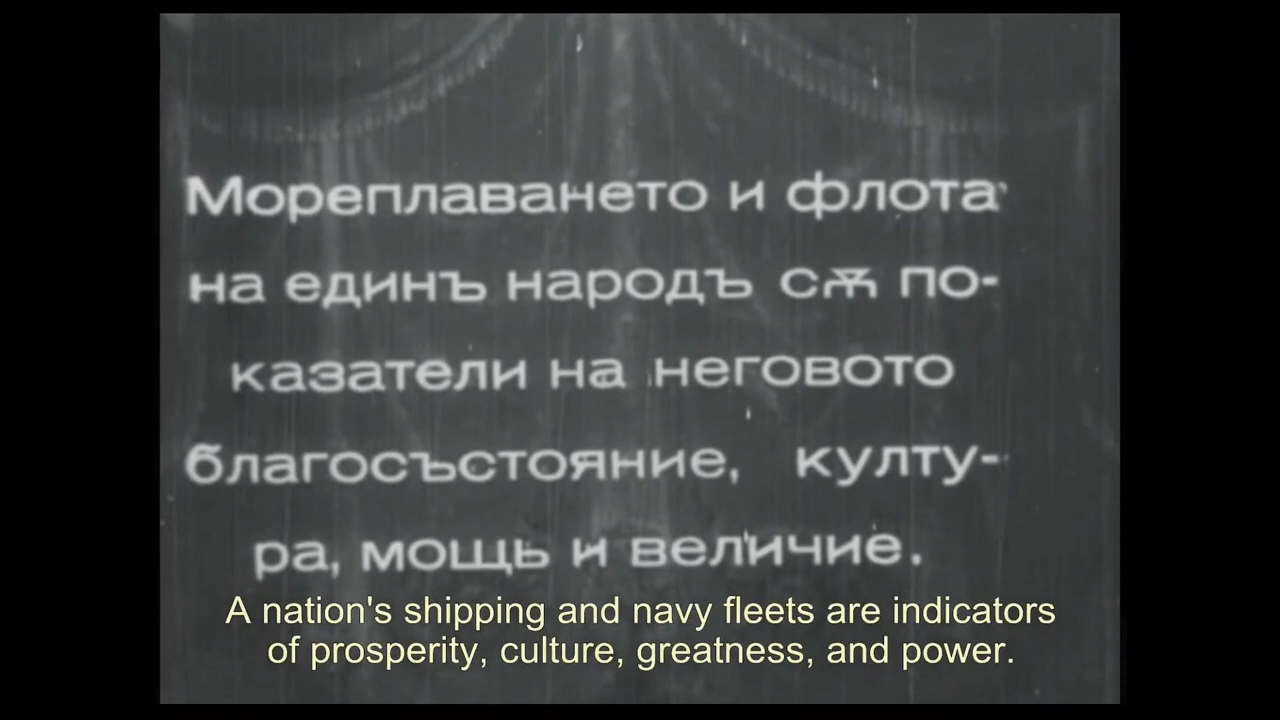 Мореплаването и флота
на единъ народъ сѫ по-
казатели на неговото
благосъстояние, култу-
ра, мощь и величие.
A nation's shipping and navy fleets are indicators
of prosperity, culture, greatness, and power.